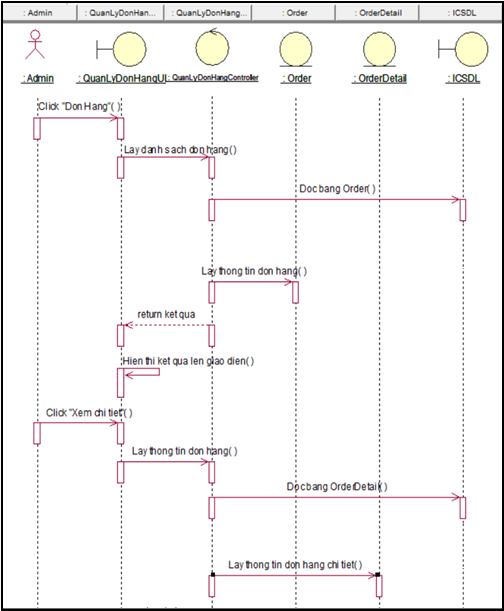 : Admin
: QuanLyDonHan...
: QuanLyDonHang...
: Order
: OrderDetail
: ICSDL
: Admin
: QuanLyDonHangUI
: QuanLyDonHangController
: Order
: OrderDetail
: ICSDL
Click "Don Hang"( )
Lay danh sach don hang( )
Doc bang Order( )
Lay thong tin don hang( )
return ket qua
Hien thi ket qua len giao dien( )
Click "Xem chi tiet"( )
Lay thong tin don hang( )
Doc bang OrderDetail( )
Lay thong tin don hang chi tiet( )